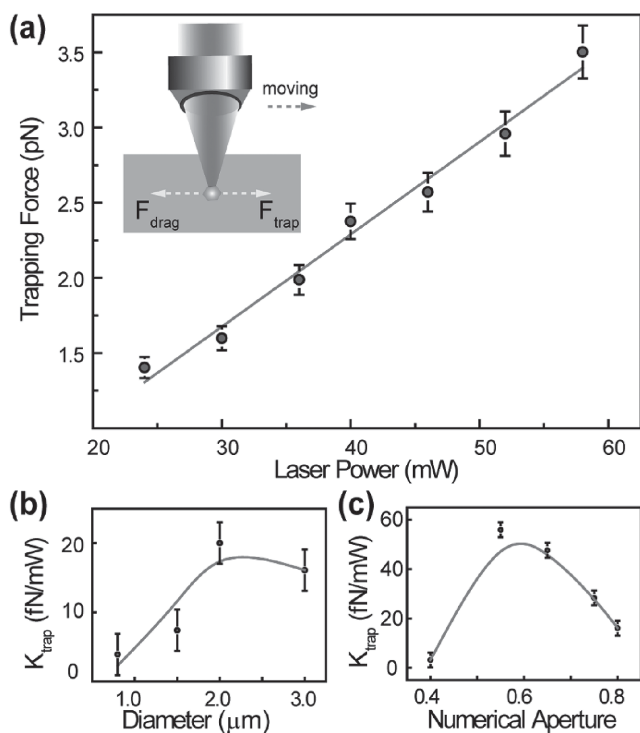 (a)
3.5
3.0
2.5
2.0
1.5
Trapping Force (pN)
moving
F_drag
F_trap
20
30
40
50
60
Laser Power (mW)
(b)
20
10
0
K_trap (fN/mW)
1.0
2.0
3.0
Diameter (μm)
(c)
60
40
20
0
K_trap (fN/mW)
0.4
0.6
0.8
Numerical Aperture